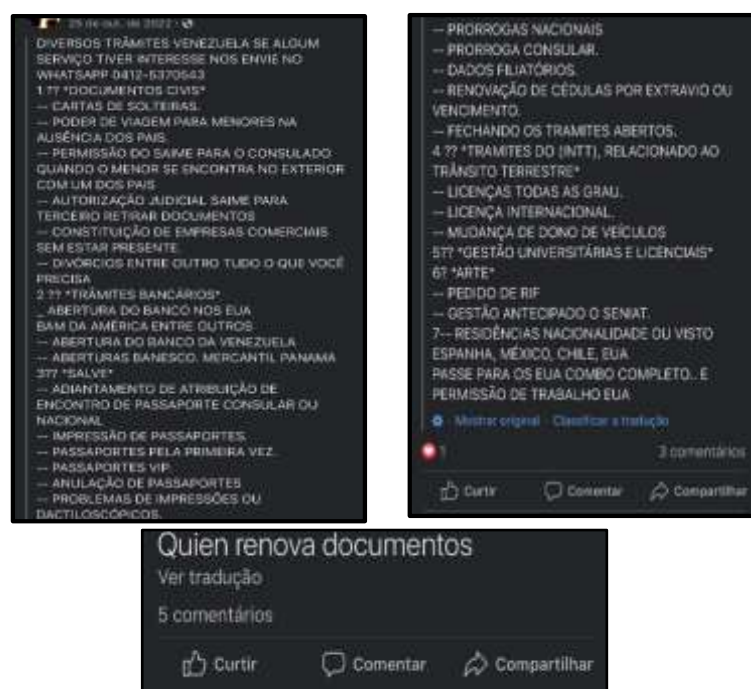 25 de out. de 2022 ·
DIVERSOS TRÂMITES VENEZUELA SE ALGUM
SERVIÇO TIVER INTERESSE NOS ENVIE NO
WHATSAPP 0412-5370543
1 ?? *DOCUMENTOS CIVIS*
-- CARTAS DE SOLTEIRAS.
-- PODER DE VIAGEM PARA MENORES NA
AUSÊNCIA DOS PAIS.
-- PERMISSÃO DO SAIME PARA O CONSULADO
QUANDO O MENOR SE ENCONTRA NO EXTERIOR
COM UM DOS PAIS
-- AUTORIZAÇÃO JUDICIAL SAIME PARA
TERCEIRO RETIRAR DOCUMENTOS
-- CONSTITUIÇÃO DE EMPRESAS COMERCIAIS
SEM ESTAR PRESENTE
-- DIVÓRCIOS ENTRE OUTRO TUDO O QUE VOCÊ
PRECISA
2 ?? *TRÂMITES BANCÁRIOS*
_ ABERTURA DO BANCO NOS EUA
BAM DA AMÉRICA ENTRE OUTROS
-- ABERTURA DO BANCO DA VENEZUELA
-- ABERTURAS BANESCO. MERCANTIL PANAMA
3?? *SALVE*
-- ADIANTAMENTO DE ATRIBUIÇÃO DE
ENCONTRO DE PASSAPORTE CONSULAR OU
NACIONAL
-- IMPRESSÃO DE PASSAPORTES.
-- PASSAPORTES PELA PRIMEIRA VEZ.
-- PASSAPORTES VIP.
-- ANULAÇÃO DE PASSAPORTES
-- PROBLEMAS DE IMPRESSÕES OU
DACTILOSCÓPICOS.
-- PRORROGAS NACIONAIS
-- PRORROGA CONSULAR.
-- DADOS FILIATÓRIOS.
-- RENOVAÇÃO DE CÉDULAS POR EXTRAVIO OU
VENCIMENTO.
-- FECHANDO OS TRAMITES ABERTOS.
4 ?? *TRAMITES DO (INTT), RELACIONADO AO
TRÂNSITO TERRESTRE*
-- LICENÇAS TODAS AS GRAU.
-- LICENÇA INTERNACIONAL.
-- MUDANÇA DE DONO DE VEÍCULOS
5?? *GESTÃO UNIVERSITÁRIAS E LICENCIAIS*
6? *ARTE*
-- PEDIDO DE RIF
-- GESTÃO ANTECIPADO O SENIAT.
7-- RESIDÊNCIAS NACIONALIDADE OU VISTO
ESPANHA, MÉXICO, CHILE, EUA
PASSE PARA OS EUA COMBO COMPLETO.. E
PERMISSÃO DE TRABALHO EUA
Mostrar original · Classificar a tradução
1 3 comentários
Curtir Comentar Compartilhar
Quien renova documentos
Ver tradução
5 comentários
Curtir Comentar Compartilhar